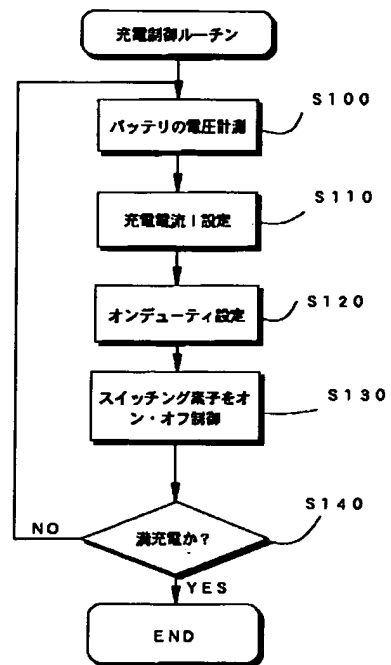 充電制御ルーチン
S100
バッテリの電圧計測
S110
充電電流I設定
S120
オンデューティ設定
S130
スイッチング素子をオ
ン・オフ制御
S140
満充電か?
NO
YES
END